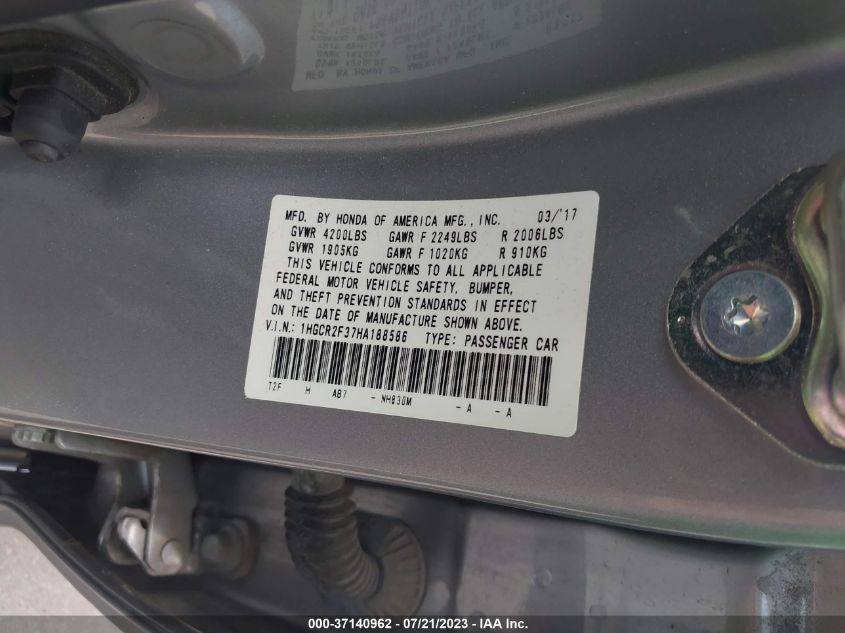 MFD. BY HONDA OF AMERICA MFG., INC. 03/'17
GVWR 4200LBS GAWR F 2249LBS R 2006LBS
GVWR 1905KG GAWR F 1020KG R 910KG
THIS VEHICLE CONFORMS TO ALL APPLICABLE
FEDERAL MOTOR VEHICLE SAFETY, BUMPER,
AND THEFT PREVENTION STANDARDS IN EFFECT
ON THE DATE OF MANUFACTURE SHOWN ABOVE.
V.I.N.: 1HGCR2F37HA188586 TYPE: PASSENGER CAR
T2F H AB7 - NH830M - A - A
000-37140962 / 07/21/2023 - IAA Inc.